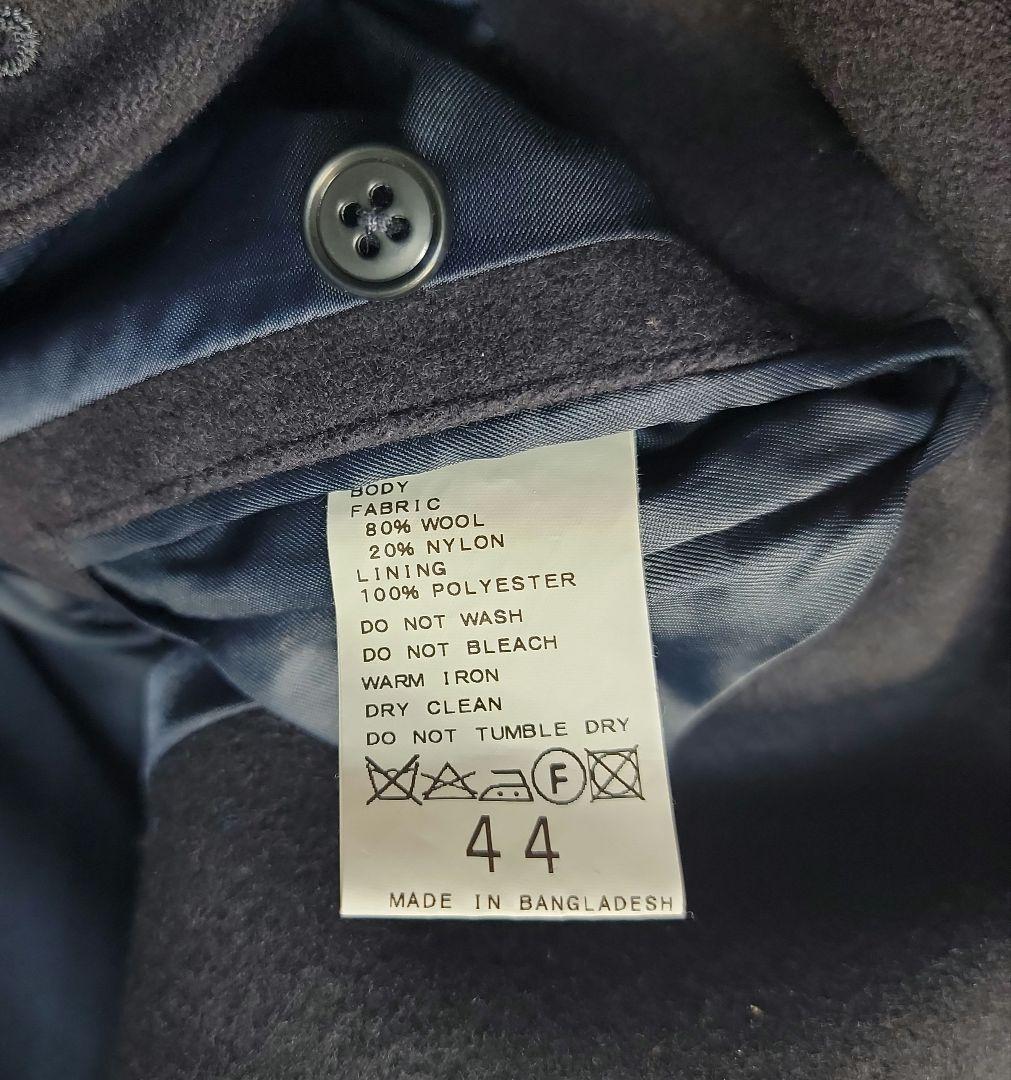 BODY
FABRIC
80% WOOL
20% NYLON
LINING
100% POLYESTER
DO NOT WASH
DO NOT BLEACH
WARM IRON
DRY CLEAN
DO NOT TUMBLE DRY
F
44
MADE IN BANGLADESH